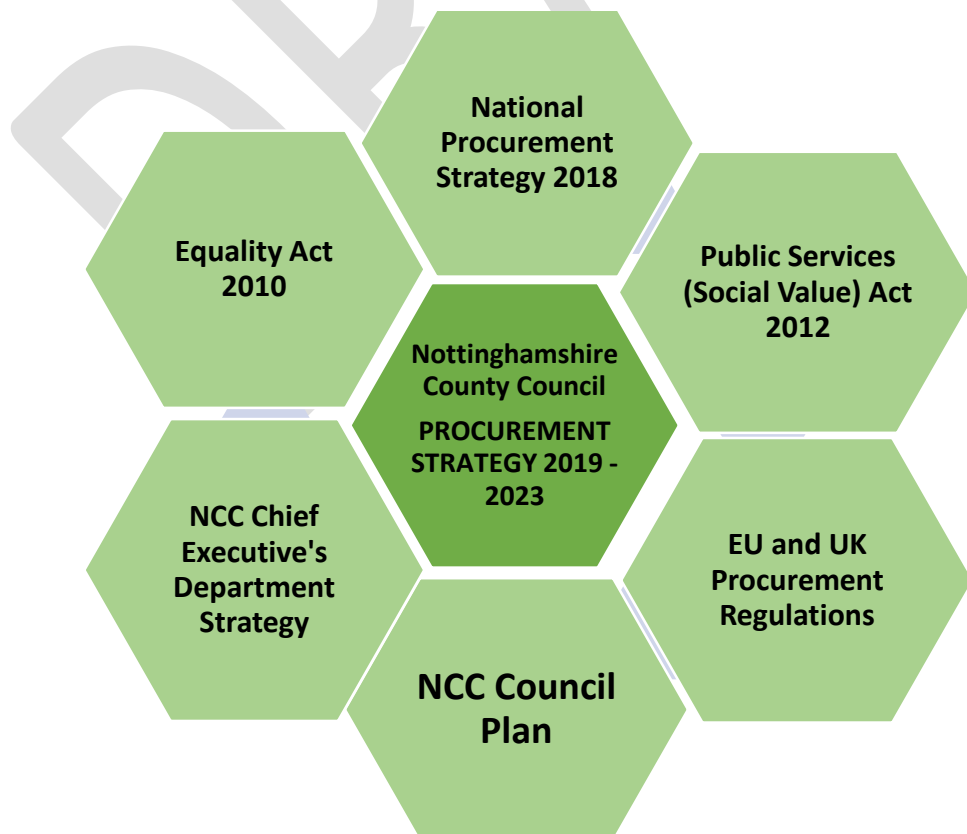 National
Procurement
Strategy 2018
Equality Act
2010
Public Services
(Social Value) Act
2012
Nottinghamshire
County Council
PROCUREMENT
STRATEGY 2019 -
2023
NCC Chief
Executive's
Department
Strategy
EU and UK
Procurement
Regulations
NCC Council
Plan